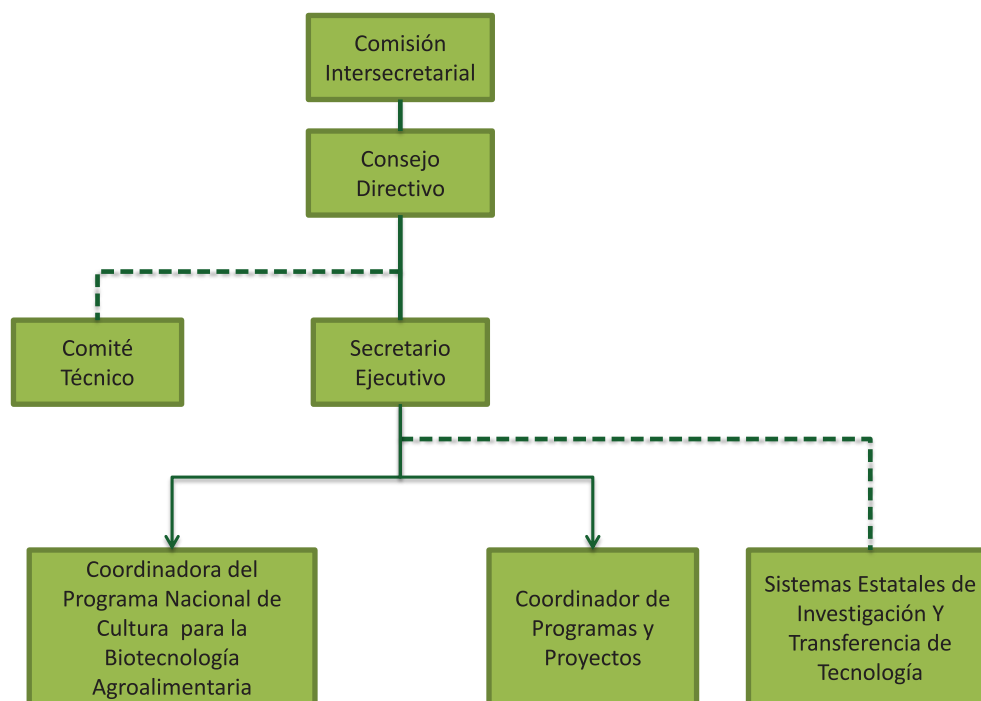 Comisión
Intersecretarial
Consejo
Directivo
Comité
Técnico
Secretario
Ejecutivo
Coordinadora del
Programa Nacional de
Cultura  para la
Biotecnología
Agroalimentaria
Coordinador de
Programas y
Proyectos
Sistemas Estatales de
Investigación Y
Transferencia de
Tecnología